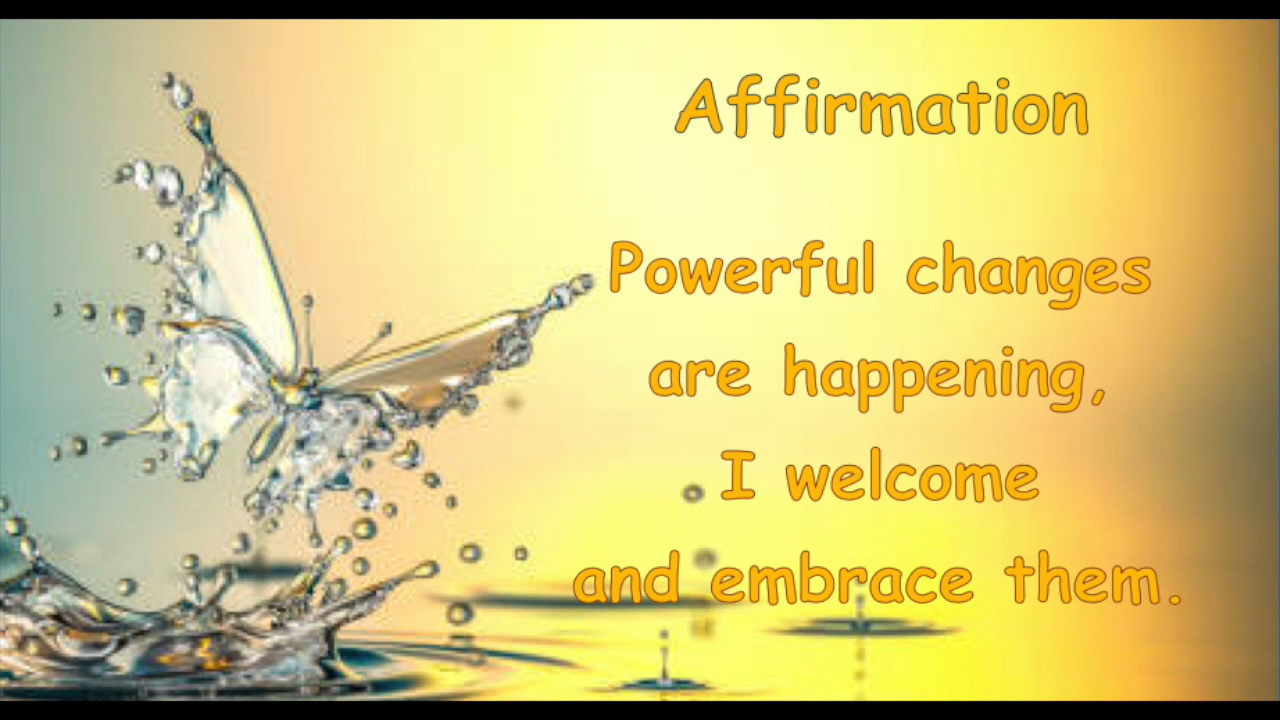 Affirmation
Powerful changes
are happening,
I welcome
and embrace them.